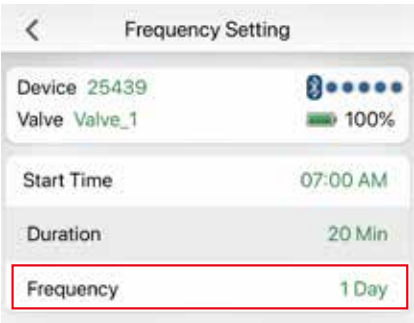 Frequency Setting
Device 25439
Valve Valve_1 100%
Start Time 07:00 AM
Duration 20 Min
Frequency 1 Day